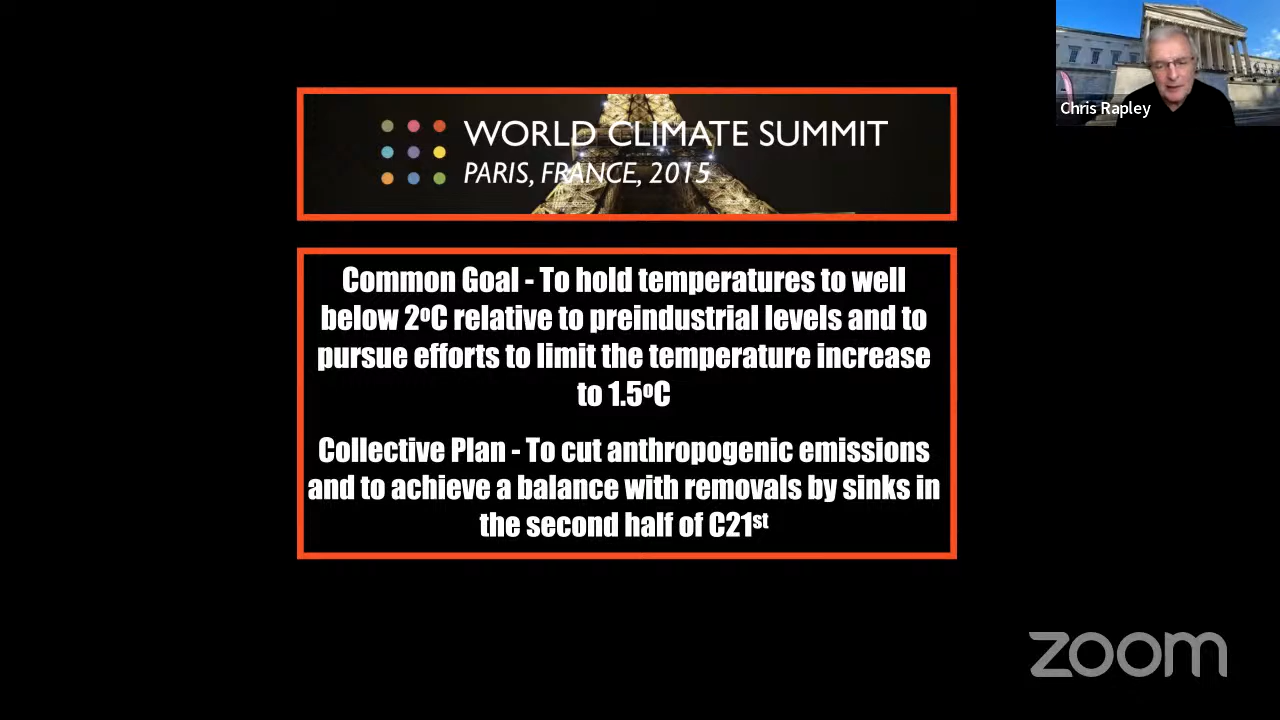 WORLD CLIMATE SUMMIT
PARIS, FRANCE, 2015
Chris Rapley
Common Goal - To hold temperatures to well
below 2ºC relative to preindustrial levels and to
pursue efforts to limit the temperature increase
to 1.5ºC
Collective Plan - To cut anthropogenic emissions
and to achieve a balance with removals by sinks in
the second half of C21st
zoom